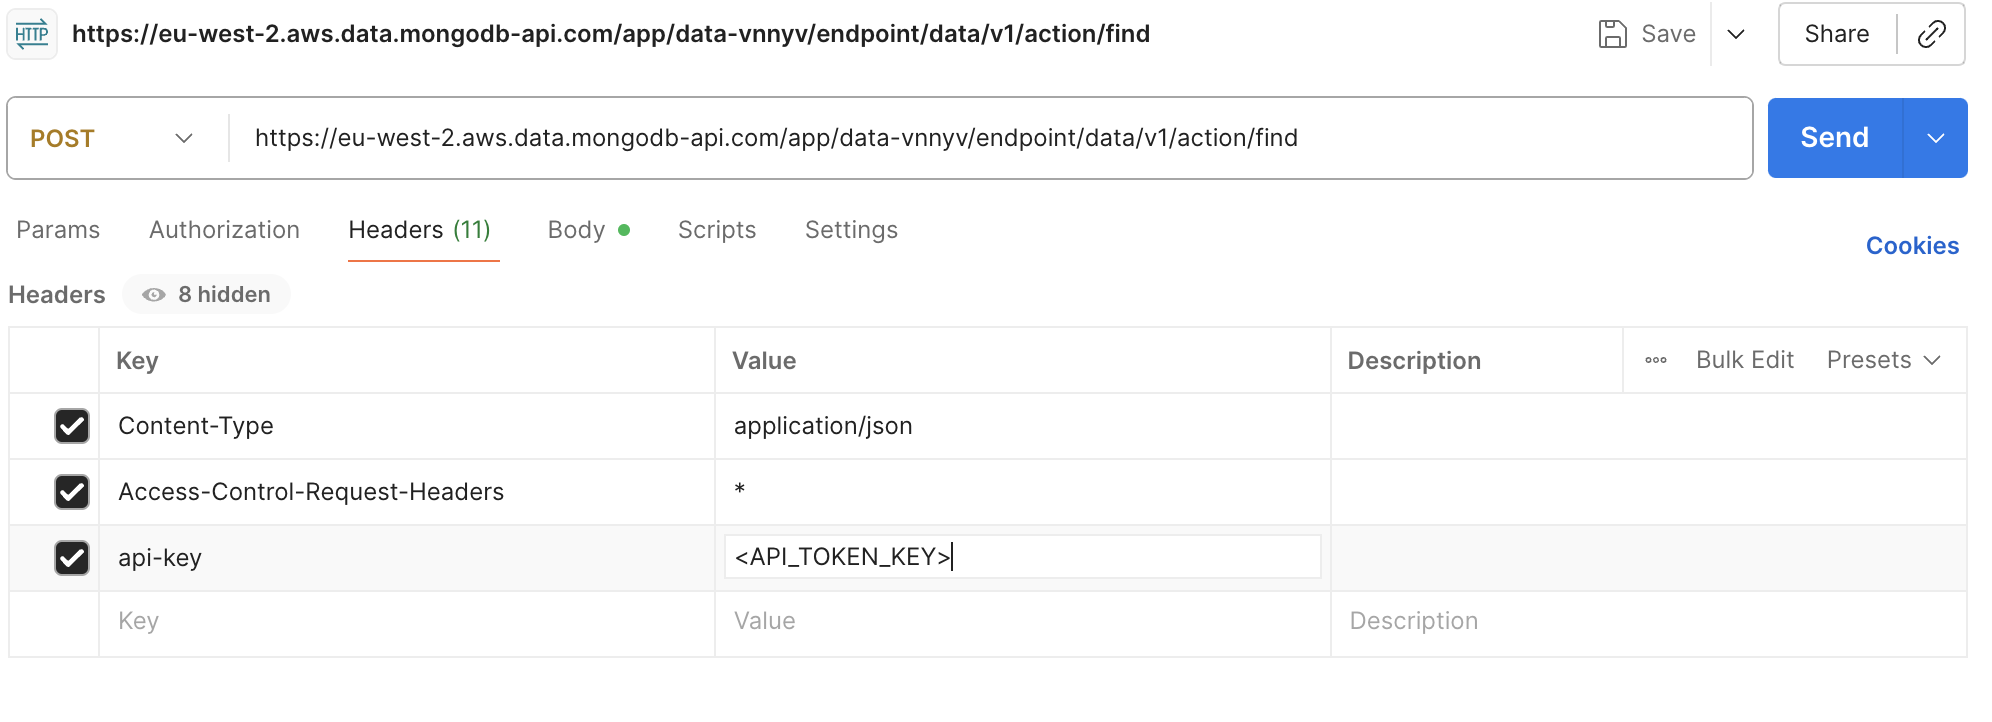 HTTP https://eu-west-2.aws.data.mongodb-api.com/app/data-vnnyv/endpoint/data/v1/action/find Save Share
POST https://eu-west-2.aws.data.mongodb-api.com/app/data-vnnyv/endpoint/data/v1/action/find Send
Params Authorization Headers (11) Body Scripts Settings Cookies
Headers 8 hidden
Key Value Description Bulk Edit Presets
Content-Type application/json
Access-Control-Request-Headers *
api-key <API_TOKEN_KEY>
Key Value Description